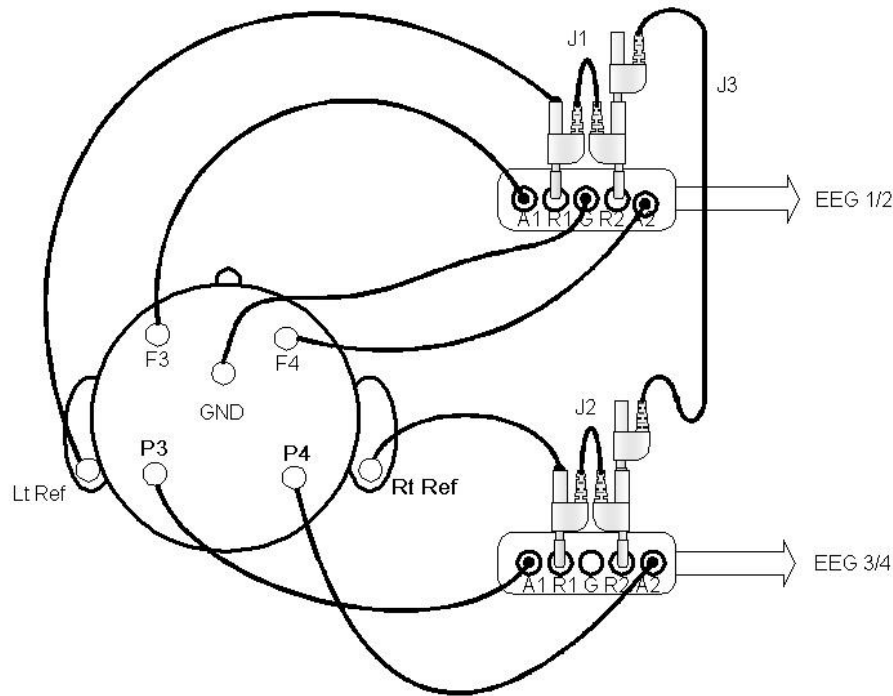 J1
J3
A1 R1 G R2 A2
EEG 1/2
F3
F4
GND
P3
P4
Lt Ref
Rt Ref
J2
A1 R1 G R2 A2
EEG 3/4